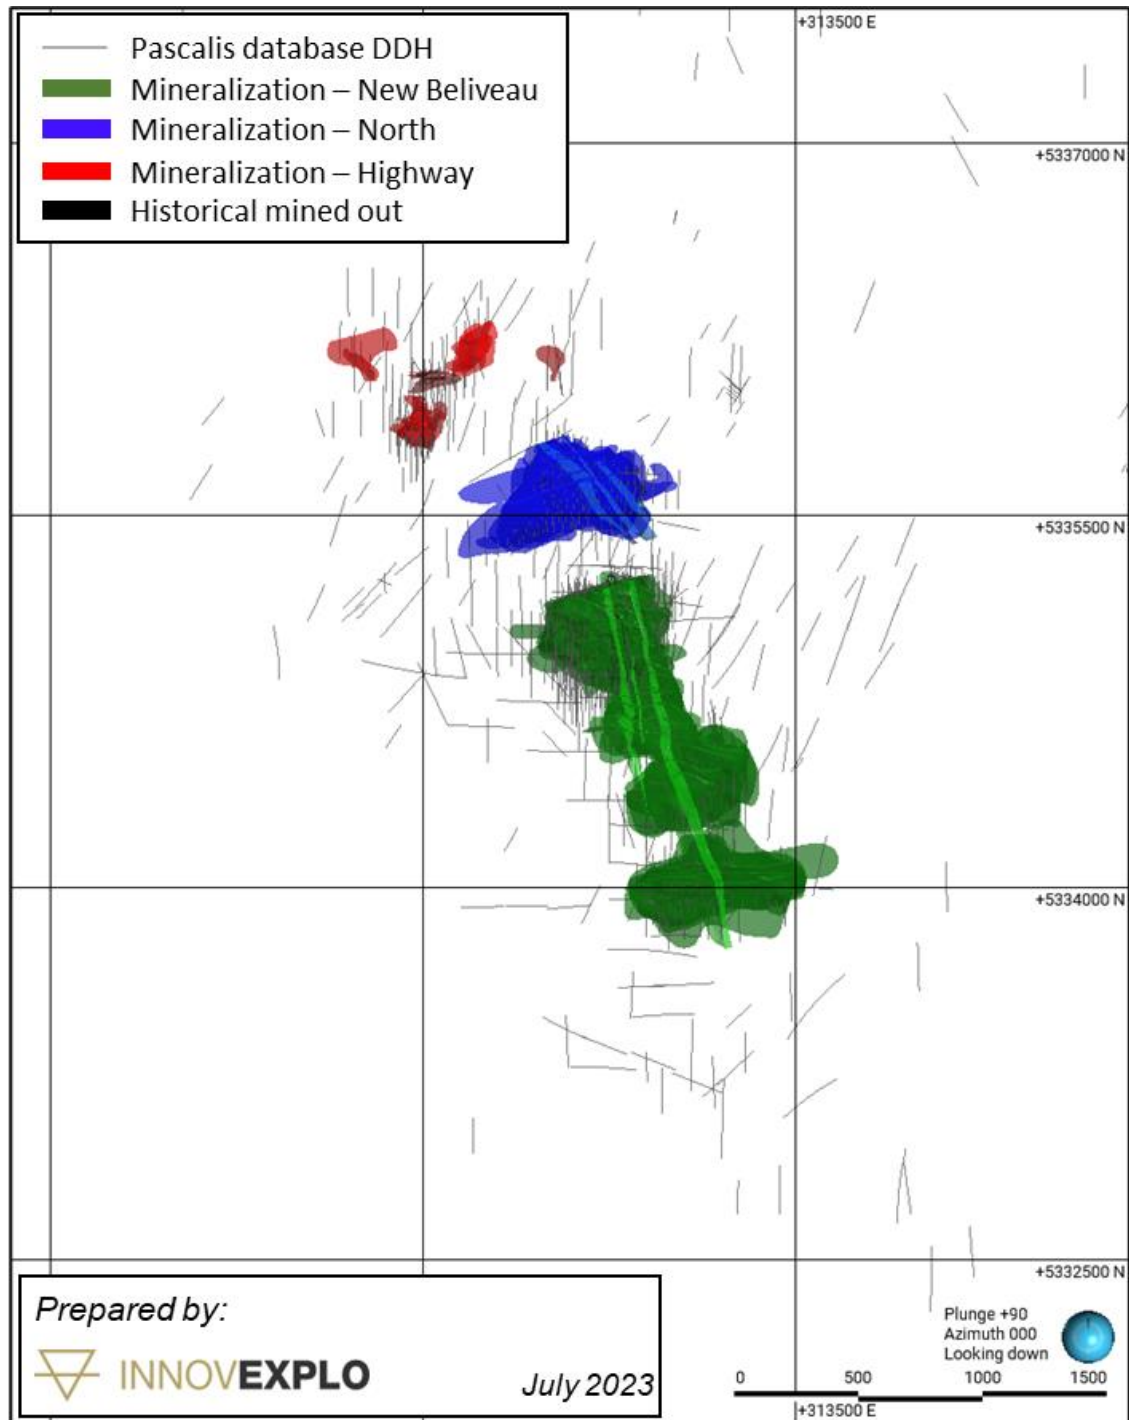 +313500 E
Pascalis database DDH
Mineralization – New Beliveau
Mineralization – North
Mineralization – Highway
Historical mined out
+5337000 N
+5335500 N
+5334000 N
+5332500 N
Prepared by:
INNOVEXPLO
July 2023
Plunge +90
Azimuth 000
Looking down
0 500 1000 1500
+313500 E